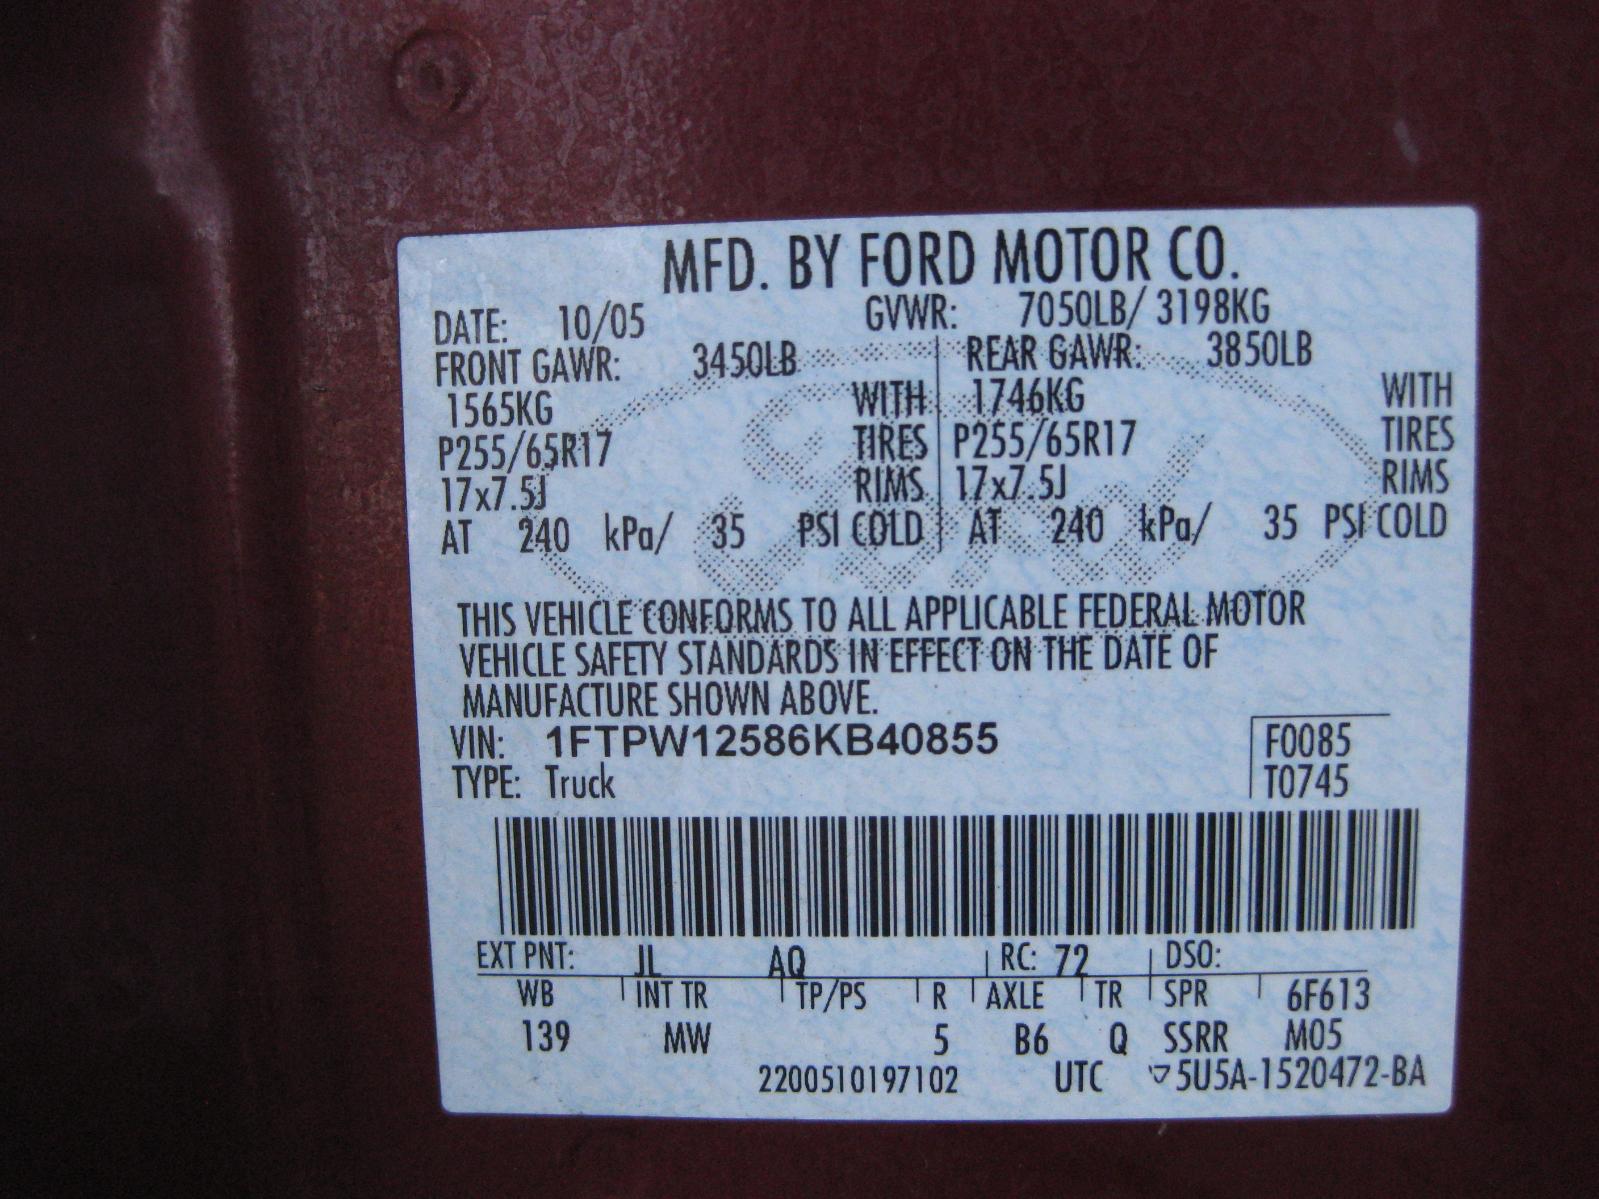 MFD. BY FORD MOTOR CO.
DATE: 10/05 GVWR: 7050LB/ 3198KG
FRONT GAWR: 3450LB REAR GAWR: 3850LB
1565KG WITH 1746KG WITH
P255/65R17 TIRES P255/65R17 TIRES
17x7.5J RIMS 17x7.5J RIMS
AT 240 kPa/ 35 PSI COLD AT 240 kPa/ 35 PSI COLD
Ford
THIS VEHICLE CONFORMS TO ALL APPLICABLE FEDERAL MOTOR
VEHICLE SAFETY STANDARDS IN EFFECT ON THE DATE OF
MANUFACTURE SHOWN ABOVE.
VIN: 1FTPW12586KB40855 F0085
TYPE: Truck T0745
EXT PNT: JL AQ RC: 72 DSO:
WB INT TR TP/PS R AXLE TR SPR 6F613
139 MW 5 B6 Q SSRR M05
2200510197102 UTC 5U5A-1520472-BA